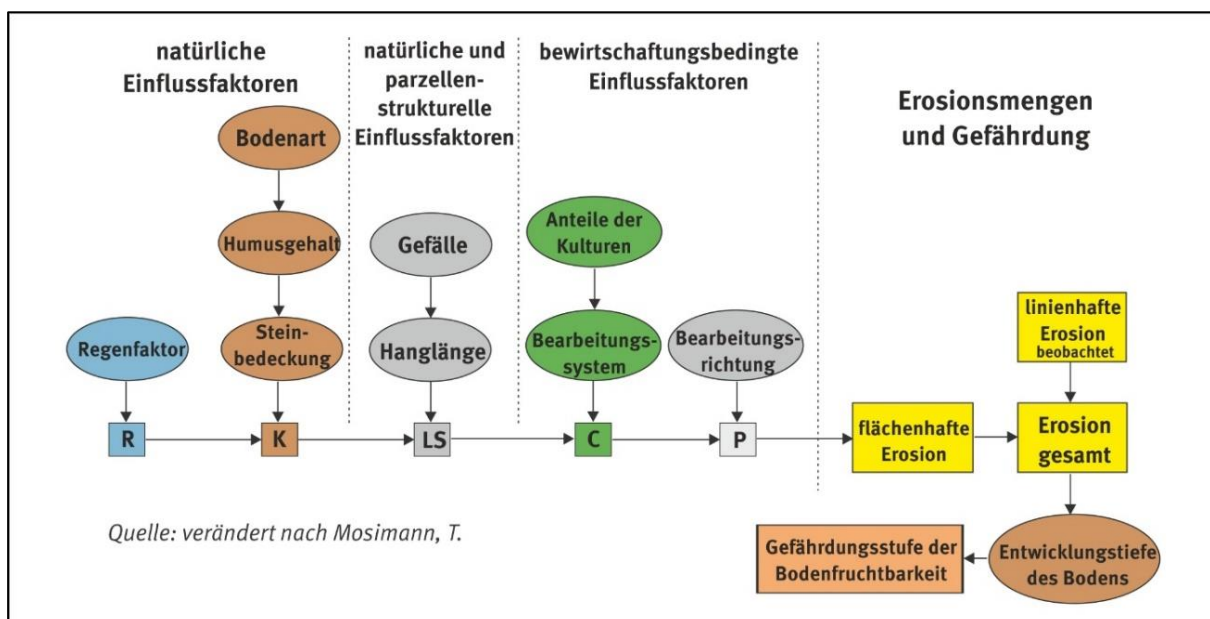 natürliche
Einflussfaktoren
natürliche und
parzellen-
strukturelle
Einflussfaktoren
bewirtschaftungsbedingte
Einflussfaktoren
Erosionsmengen
und Gefährdung
Bodenart
Humusgehalt
Stein-
bedeckung
Regenfaktor
Gefälle
Hanglänge
Anteile der
Kulturen
Bearbeitungs-
system
Bearbeitungs-
richtung
linienhafte
Erosion
beobachtet
R
K
LS
C
P
flächenhafte
Erosion
Erosion
gesamt
Quelle: verändert nach Mosimann, T.
Gefährdungsstufe der
Bodenfruchtbarkeit
Entwicklungstiefe
des Bodens